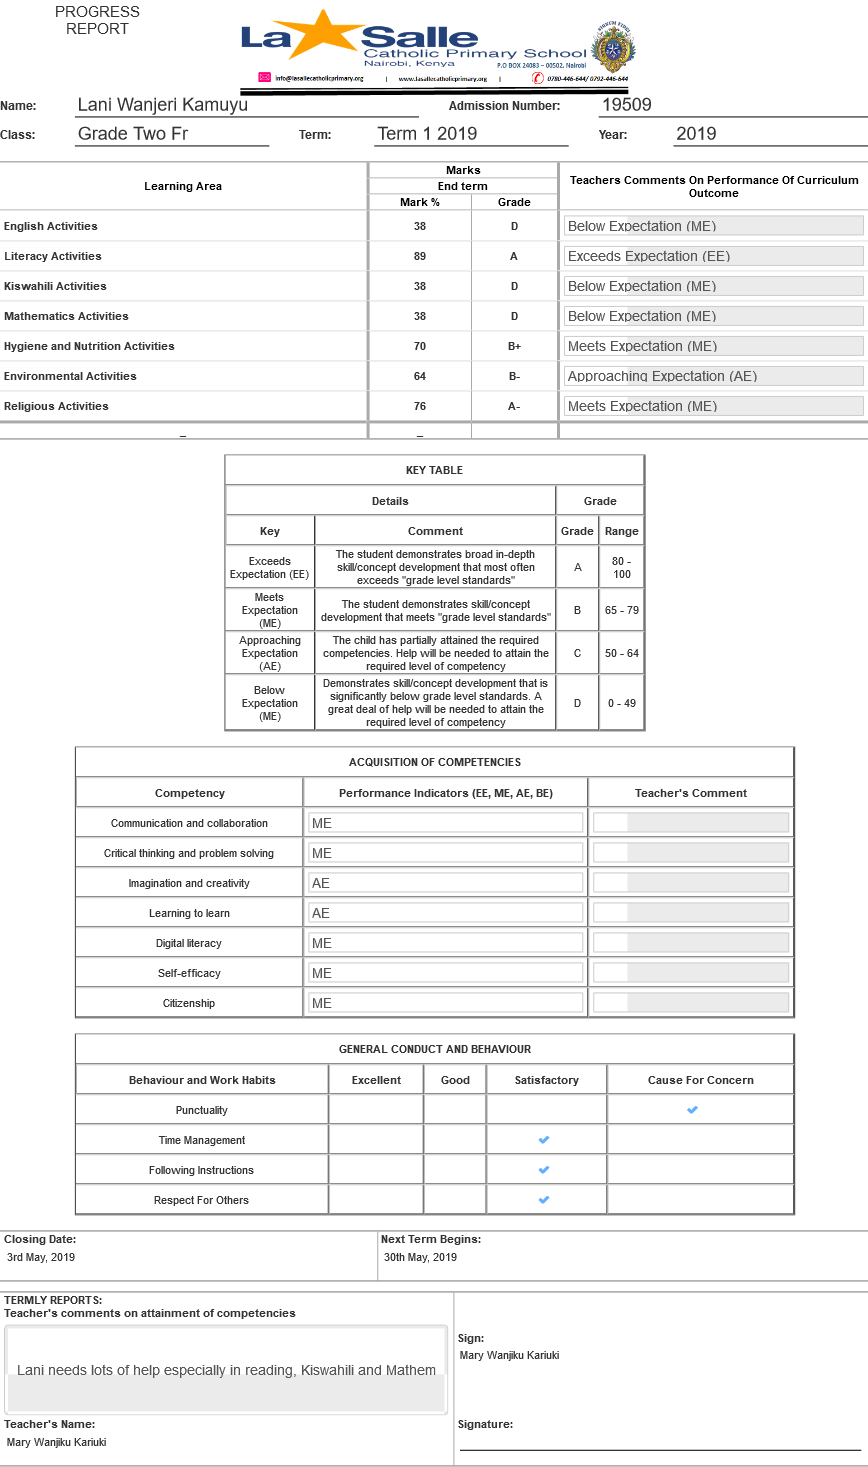 PROGRESS
REPORT
La Salle
Catholic Primary School
Nairobi, Kenya
P.O BOX 24083 – 00502, Nairobi
info@lasallecatholicprimary.org | www.lasallecatholicprimary.org | 0780-446-644/ 0792-446-644
Name: Lani Wanjeri Kamuyu Admission Number: 19509
Class: Grade Two Fr Term: Term 1 2019 Year: 2019
Learning Area Marks Teachers Comments On Performance Of Curriculum Outcome
End term
Mark % Grade
English Activities 38 D Below Expectation (ME)
Literacy Activities 89 A Exceeds Expectation (EE)
Kiswahili Activities 38 D Below Expectation (ME)
Mathematics Activities 38 D Below Expectation (ME)
Hygiene and Nutrition Activities 70 B+ Meets Expectation (ME)
Environmental Activities 64 B- Approaching Expectation (AE)
Religious Activities 76 A- Meets Expectation (ME)
– –
KEY TABLE
Details Grade
Key Comment Grade Range
Exceeds Expectation (EE) The student demonstrates broad in-depth skill/concept development that most often exceeds "grade level standards" A 80 - 100
Meets Expectation (ME) The student demonstrates skill/concept development that meets "grade level standards" B 65 - 79
Approaching Expectation (AE) The child has partially attained the required competencies. Help will be needed to attain the required level of competency C 50 - 64
Below Expectation (ME) Demonstrates skill/concept development that is significantly below grade level standards. A great deal of help will be needed to attain the required level of competency D 0 - 49
ACQUISITION OF COMPETENCIES
Competency Performance Indicators (EE, ME, AE, BE) Teacher's Comment
Communication and collaboration ME
Critical thinking and problem solving ME
Imagination and creativity AE
Learning to learn AE
Digital literacy ME
Self-efficacy ME
Citizenship ME
GENERAL CONDUCT AND BEHAVIOUR
Behaviour and Work Habits Excellent Good Satisfactory Cause For Concern
Punctuality
Time Management
Following Instructions
Respect For Others
Closing Date: Next Term Begins:
3rd May, 2019 30th May, 2019
TERMLY REPORTS:
Teacher's comments on attainment of competencies
Lani needs lots of help especially in reading, Kiswahili and Mathem
Sign:
Mary Wanjiku Kariuki
Teacher's Name: Signature:
Mary Wanjiku Kariuki